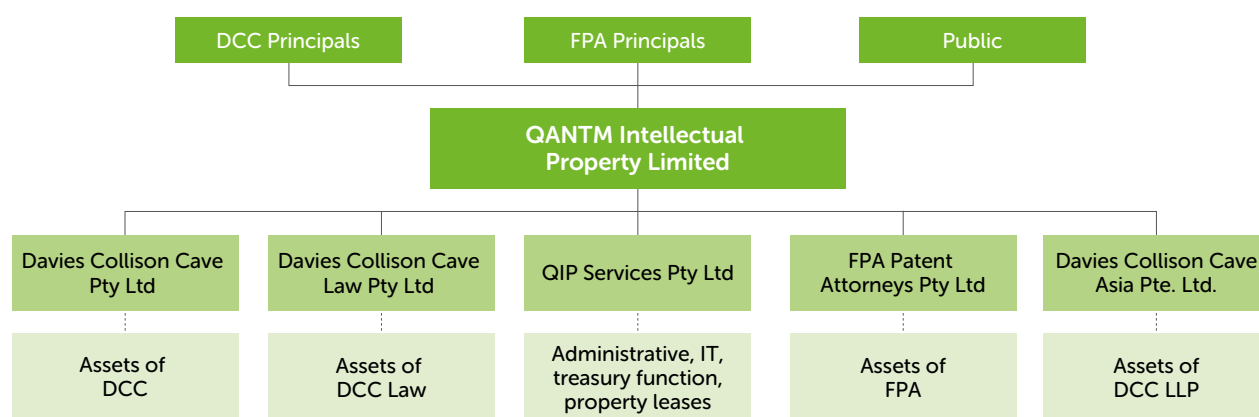 DCC Principals
FPA Principals
Public
QANTM Intellectual
Property Limited
Davies Collison Cave
Pty Ltd
Davies Collison Cave
Law Pty Ltd
QIP Services Pty Ltd
FPA Patent
Attorneys Pty Ltd
Davies Collison Cave
Asia Pte. Ltd.
Assets of
DCC
Assets of
DCC Law
Administrative, IT,
treasury function,
property leases
Assets of
FPA
Assets of
DCC LLP